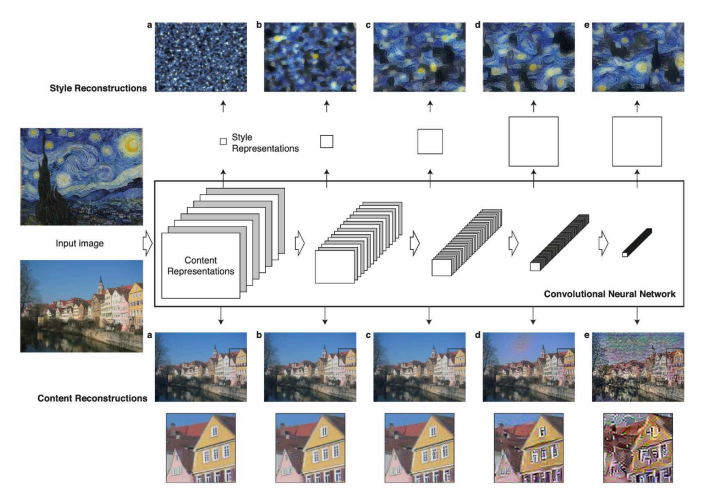 a b c d e
Style Reconstructions
Style
Representations
Input image
Content
Representations
Convolutional Neural Network
a b c d e
Content Reconstructions